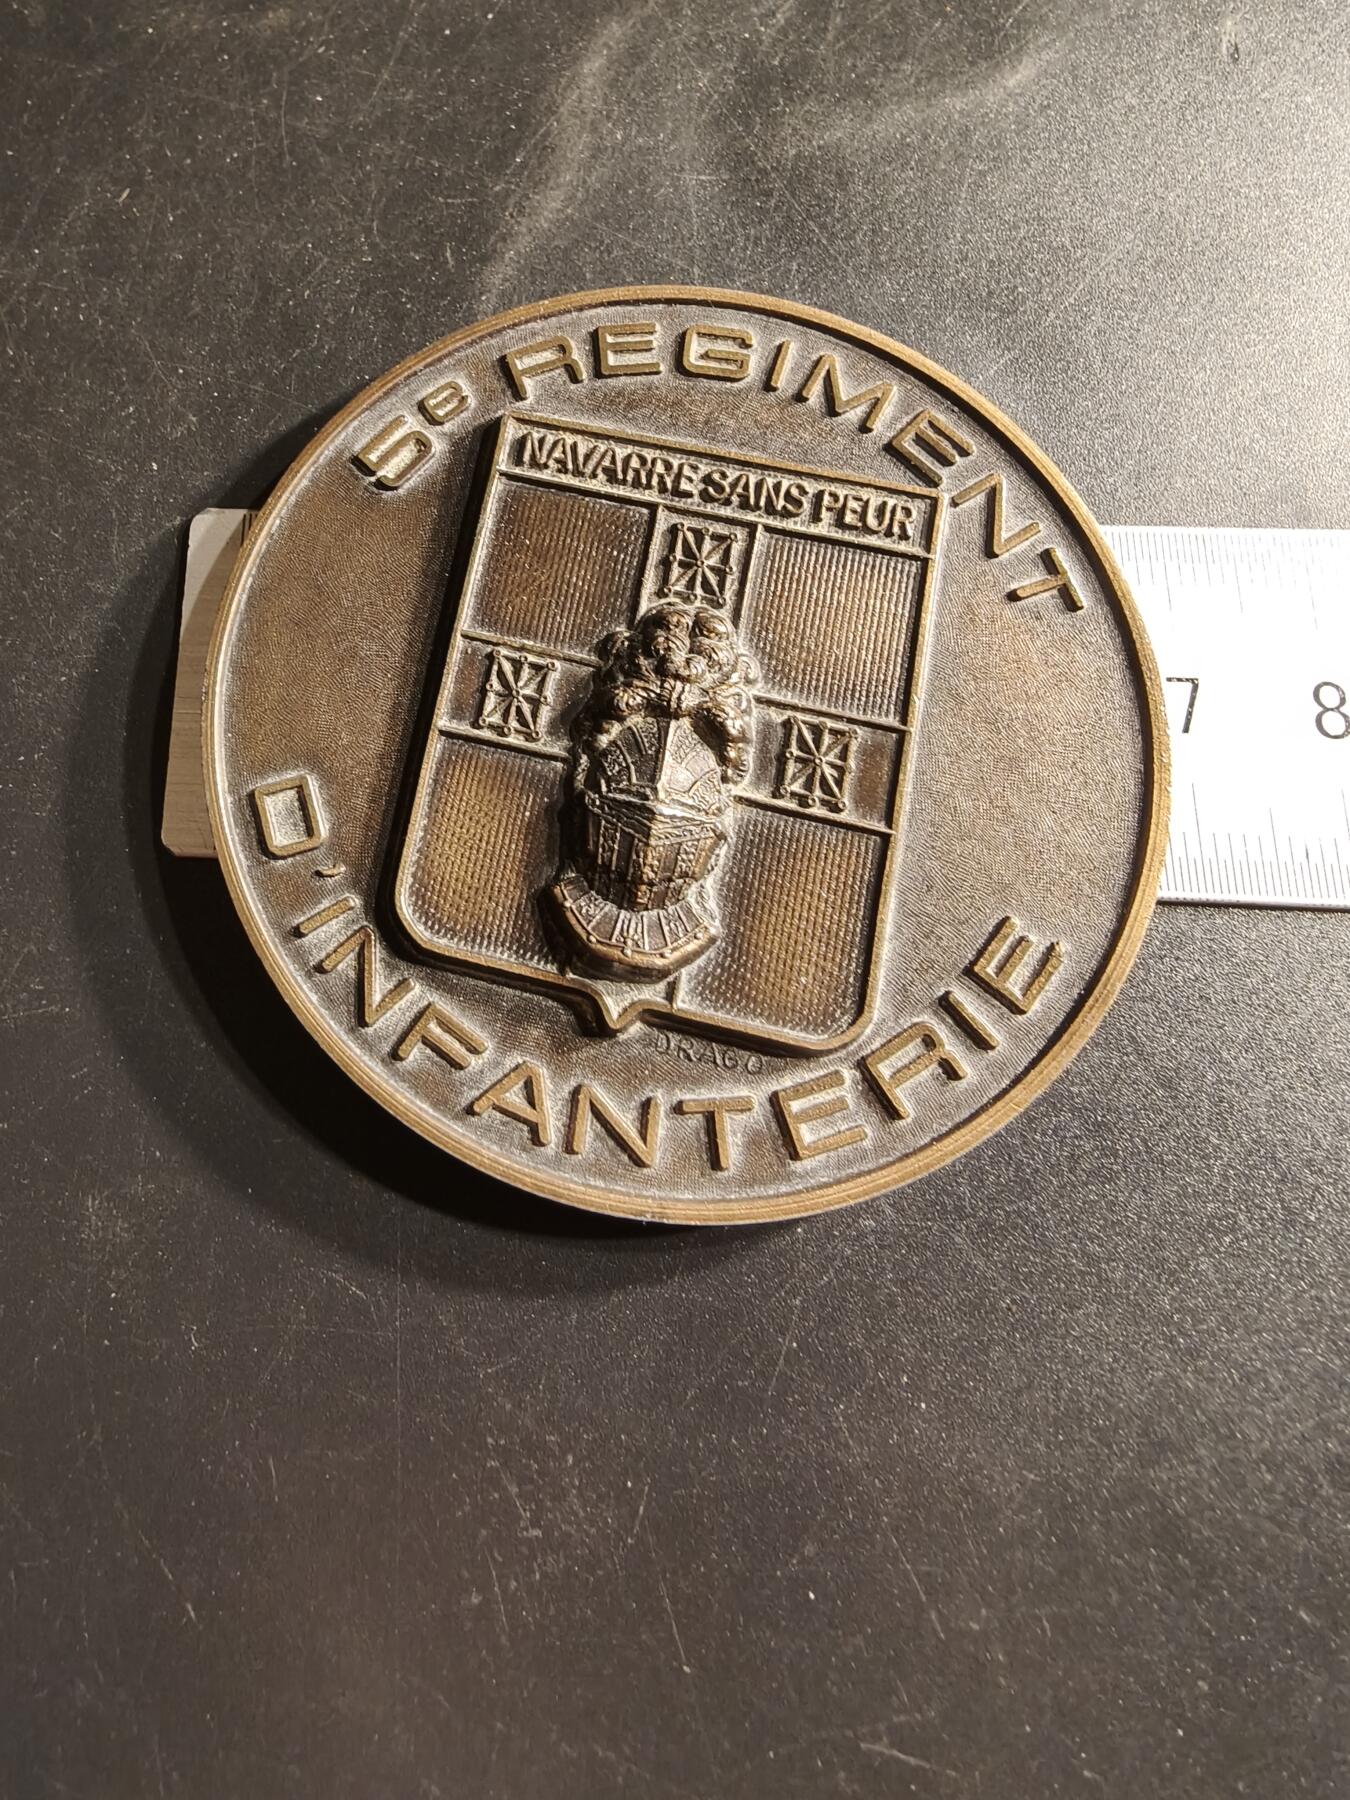 5e REGIMENT
NAVARRE SANS PEUR
7 8
DRAGO
D'INFANTERIE